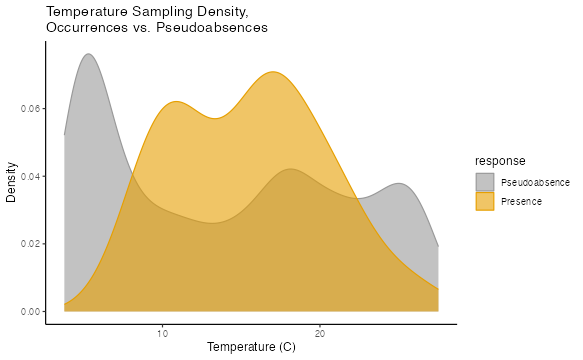 Temperature Sampling Density,
Occurrences vs. Pseudoabsences
0.06
0.04
0.02
0.00
Density
10
20
Temperature (C)
response
Pseudoabsence
Presence